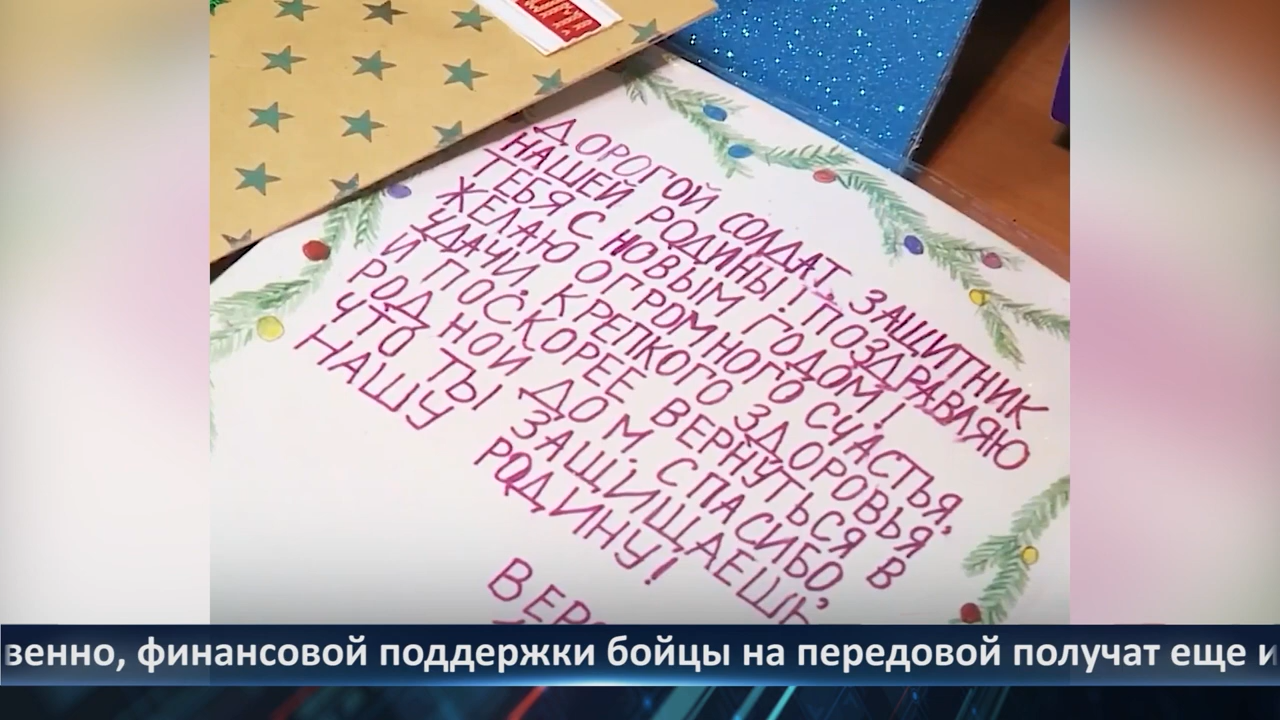 ДОРОГОЙ СОЛДАТ, ЗАЩИТНИК
НАШЕЙ РОДИНЫ! ПОЗДРАВЛЯЮ
ТЕБЯ С НОВЫМ ГОДОМ!
ЖЕЛАЮ ОГРОМНОГО СЧАСТЬЯ,
УДАЧИ, КРЕПКОГО ЗДОРОВЬЯ
И ПОСКОРЕЕ ВЕРНУТЬСЯ В
РОДНОЙ ДОМ. СПАСИБО,
ЧТО ТЫ ЗАЩИЩАЕШЬ
НАШУ РОДИНУ!
венно, финансовой поддержки бойцы на передовой получат еще и